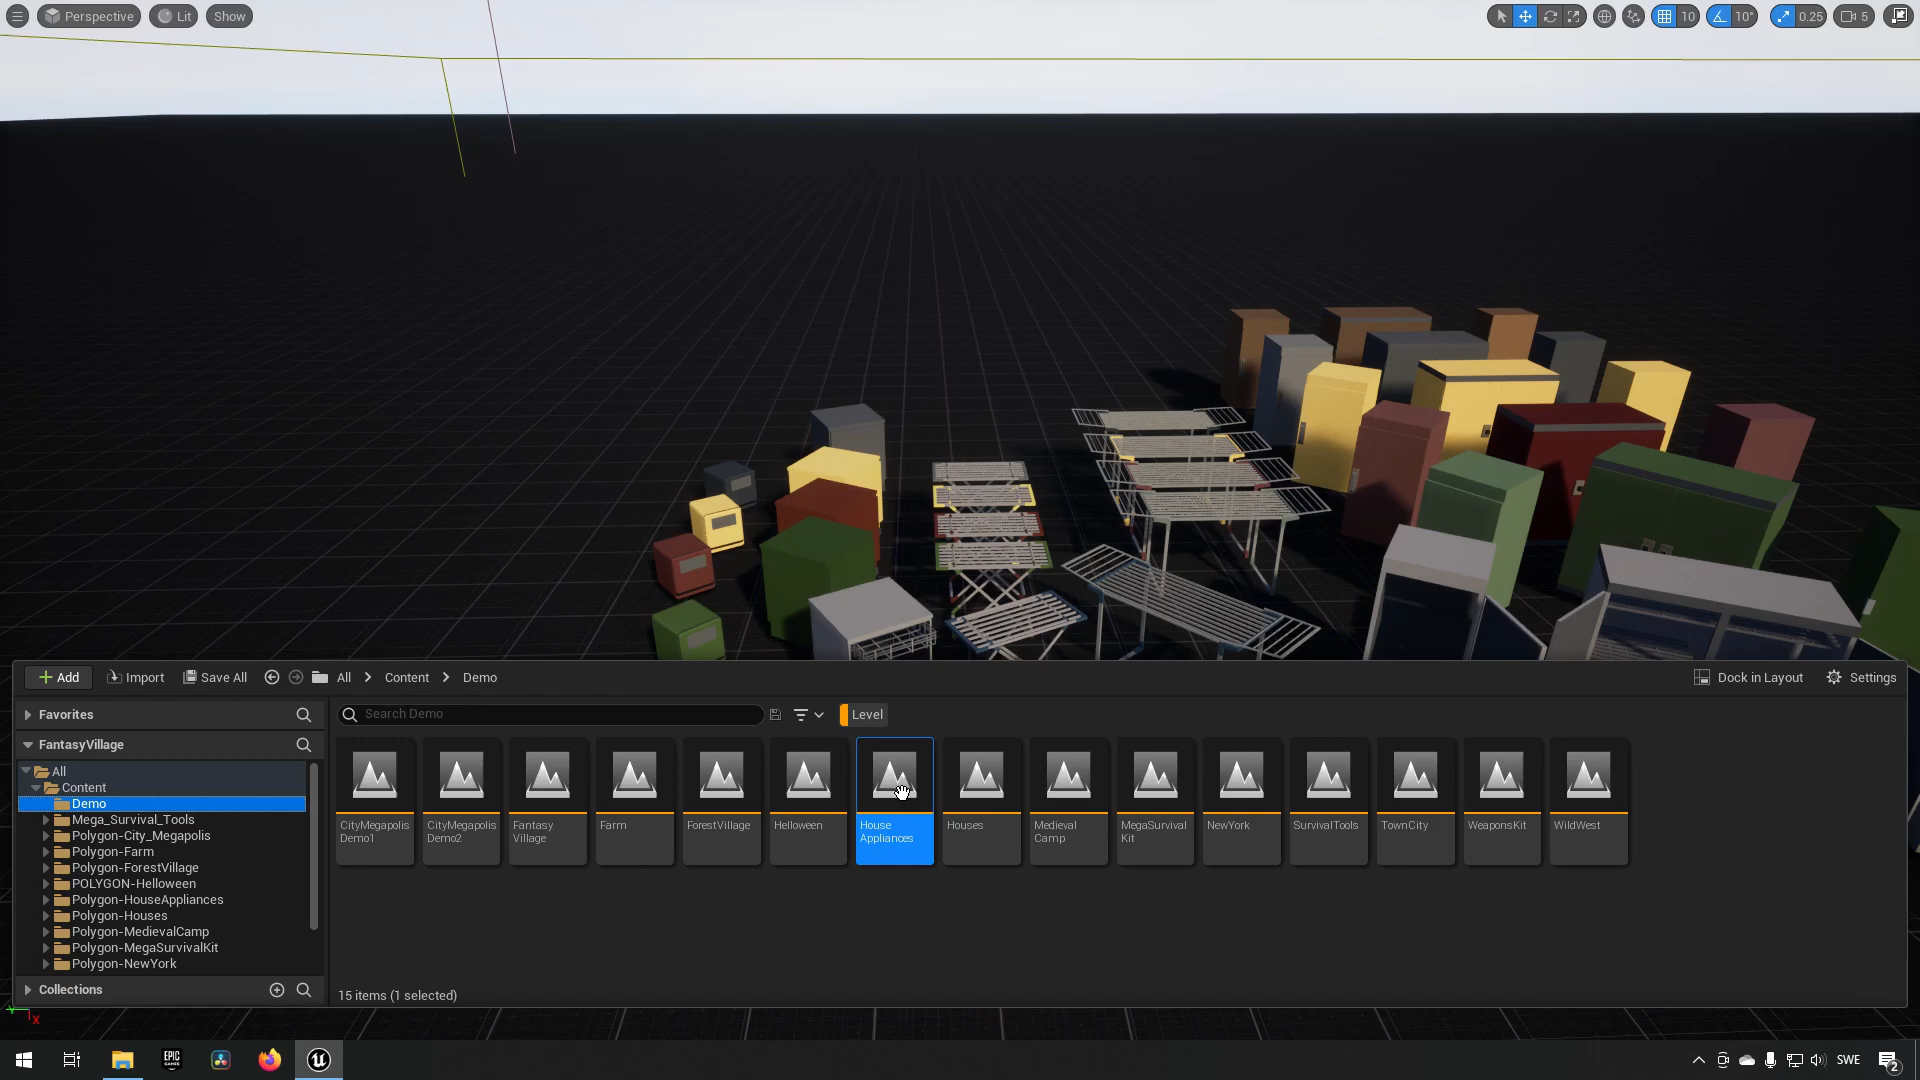 Perspective
Lit
Show
10
10°
0.25
5
Add
Import
Save All
All
Content
Demo
Dock in Layout
Settings
Favorites
Search Demo
Level
FantasyVillage
All
Content
Demo
Mega_Survival_Tools
Polygon-City_Megapolis
Polygon-Farm
Polygon-ForestVillage
POLYGON-Helloween
Polygon-HouseAppliances
Polygon-Houses
Polygon-MedievalCamp
Polygon-MegaSurvivalKit
Polygon-NewYork
Collections
CityMegapolis
Demo1
CityMegapolis
Demo2
Fantasy
Village
Farm
ForestVillage
Helloween
House
Appliances
Houses
Medieval
Camp
MegaSurvival
Kit
NewYork
SurvivalTools
TownCity
WeaponsKit
WildWest
15 items (1 selected)
Y
X
EPIC
GAMES
SWE
2